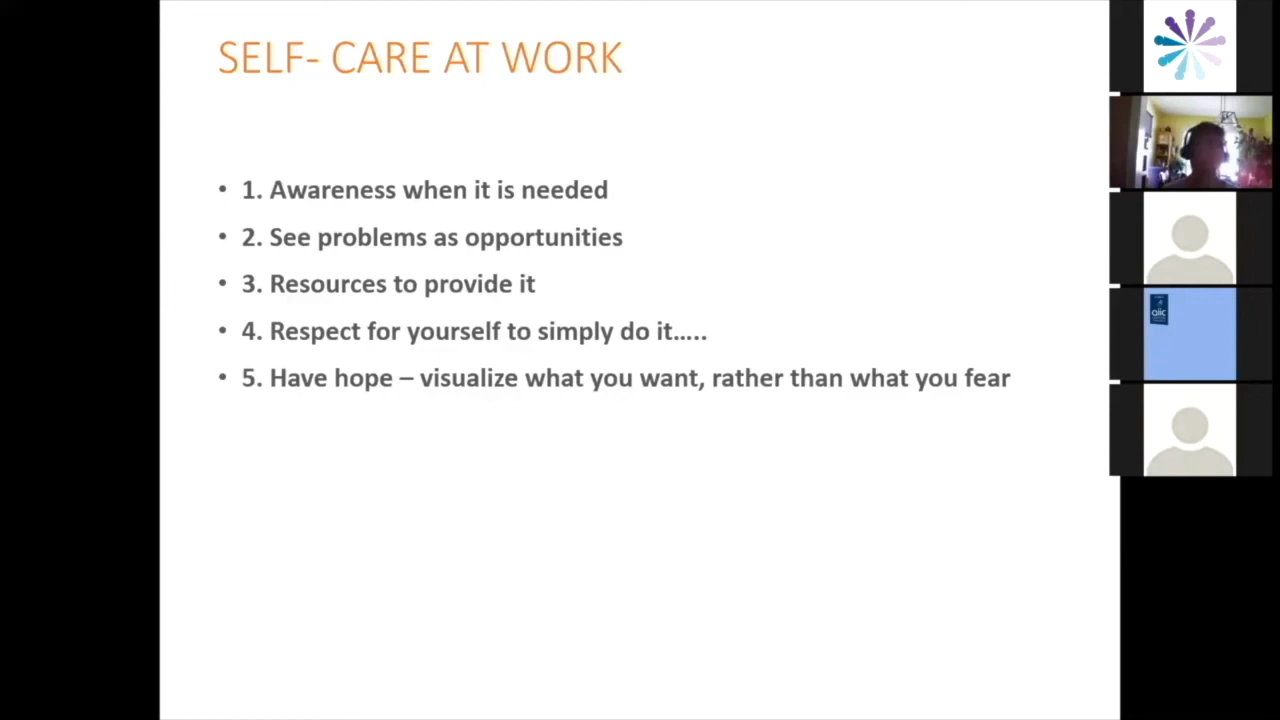 SELF- CARE AT WORK
• 1. Awareness when it is needed
• 2. See problems as opportunities
• 3. Resources to provide it
• 4. Respect for yourself to simply do it…..
• 5. Have hope – visualize what you want, rather than what you fear
aiic